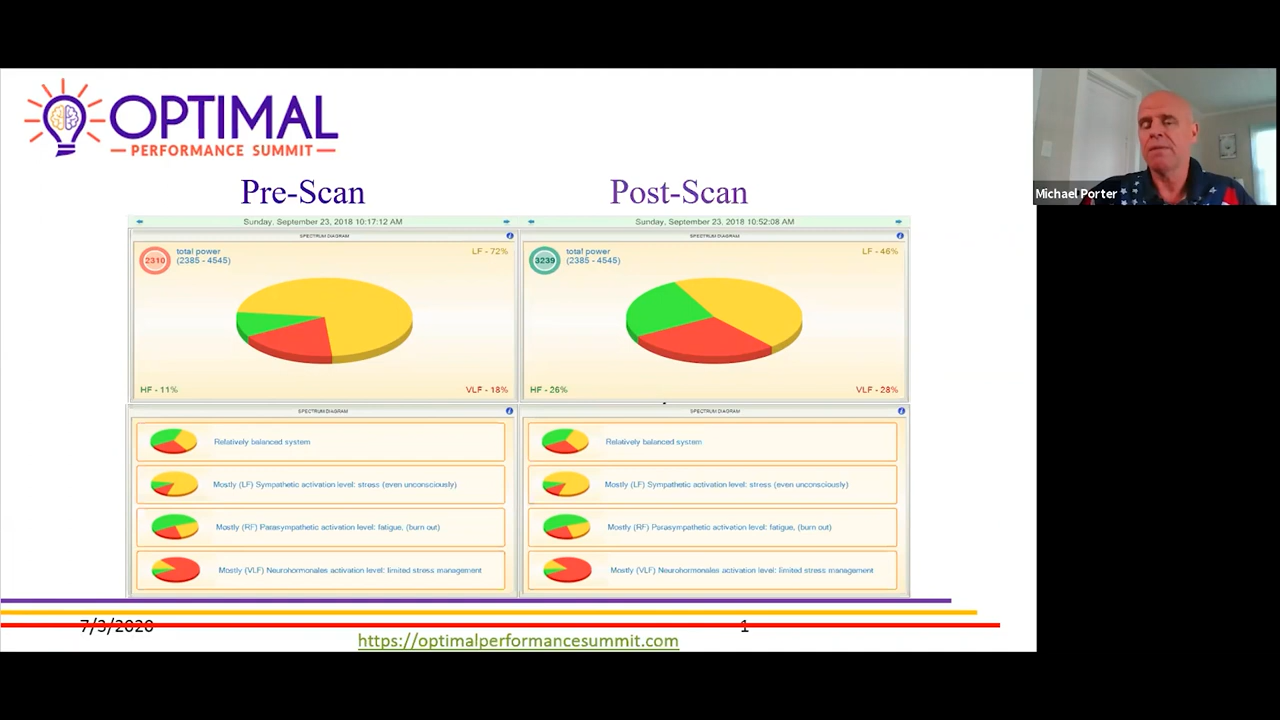 OPTIMAL
PERFORMANCE SUMMIT
Michael Porter
Pre-Scan
Post-Scan
Sunday, September 23, 2018 10:17:12 AM
SPECTRUM DIAGRAM
2310
total power
(2385 - 4545)
LF - 72%
HF - 11%
VLF - 18%
Sunday, September 23, 2018 10:52:08 AM
SPECTRUM DIAGRAM
3239
total power
(2385 - 4545)
LF - 46%
HF - 26%
VLF - 28%
SPECTRUM DIAGRAM
Relatively balanced system
Mostly (LF) Sympathetic activation level: stress (even unconsciously)
Mostly (RF) Parasympathetic activation level: fatigue, (burn out)
Mostly (VLF) Neurohormonales activation level: limited stress management
SPECTRUM DIAGRAM
Relatively balanced system
Mostly (LF) Sympathetic activation level: stress (even unconsciously)
Mostly (RF) Parasympathetic activation level: fatigue, (burn out)
Mostly (VLF) Neurohormonales activation level: limited stress management
7/3/2020
1
https://optimalperformancesummit.com